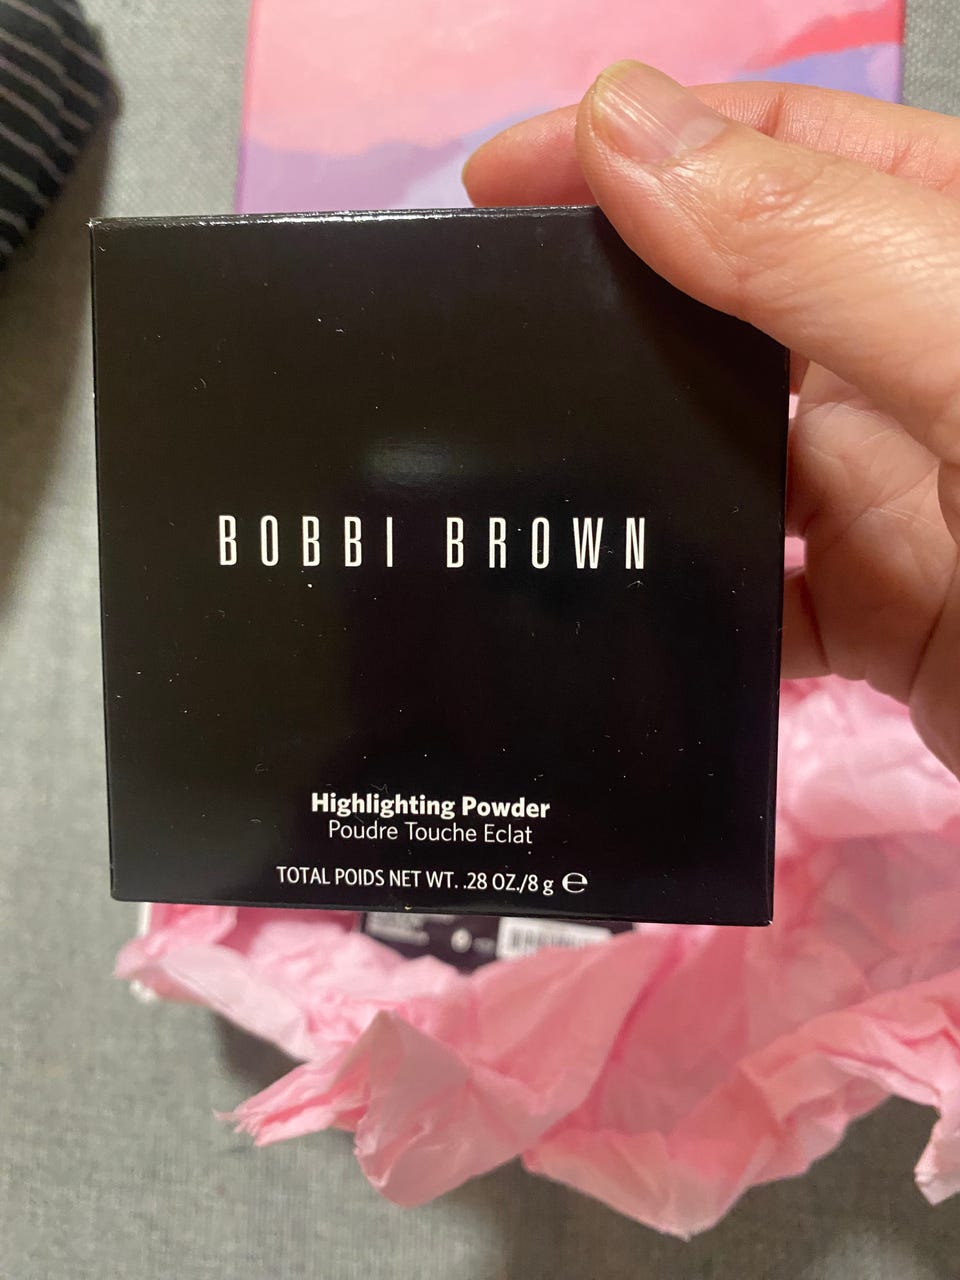 BOBBI BROWN
Highlighting Powder
Poudre Touche Eclat
TOTAL POIDS NET WT. .28 OZ./8 g ℮